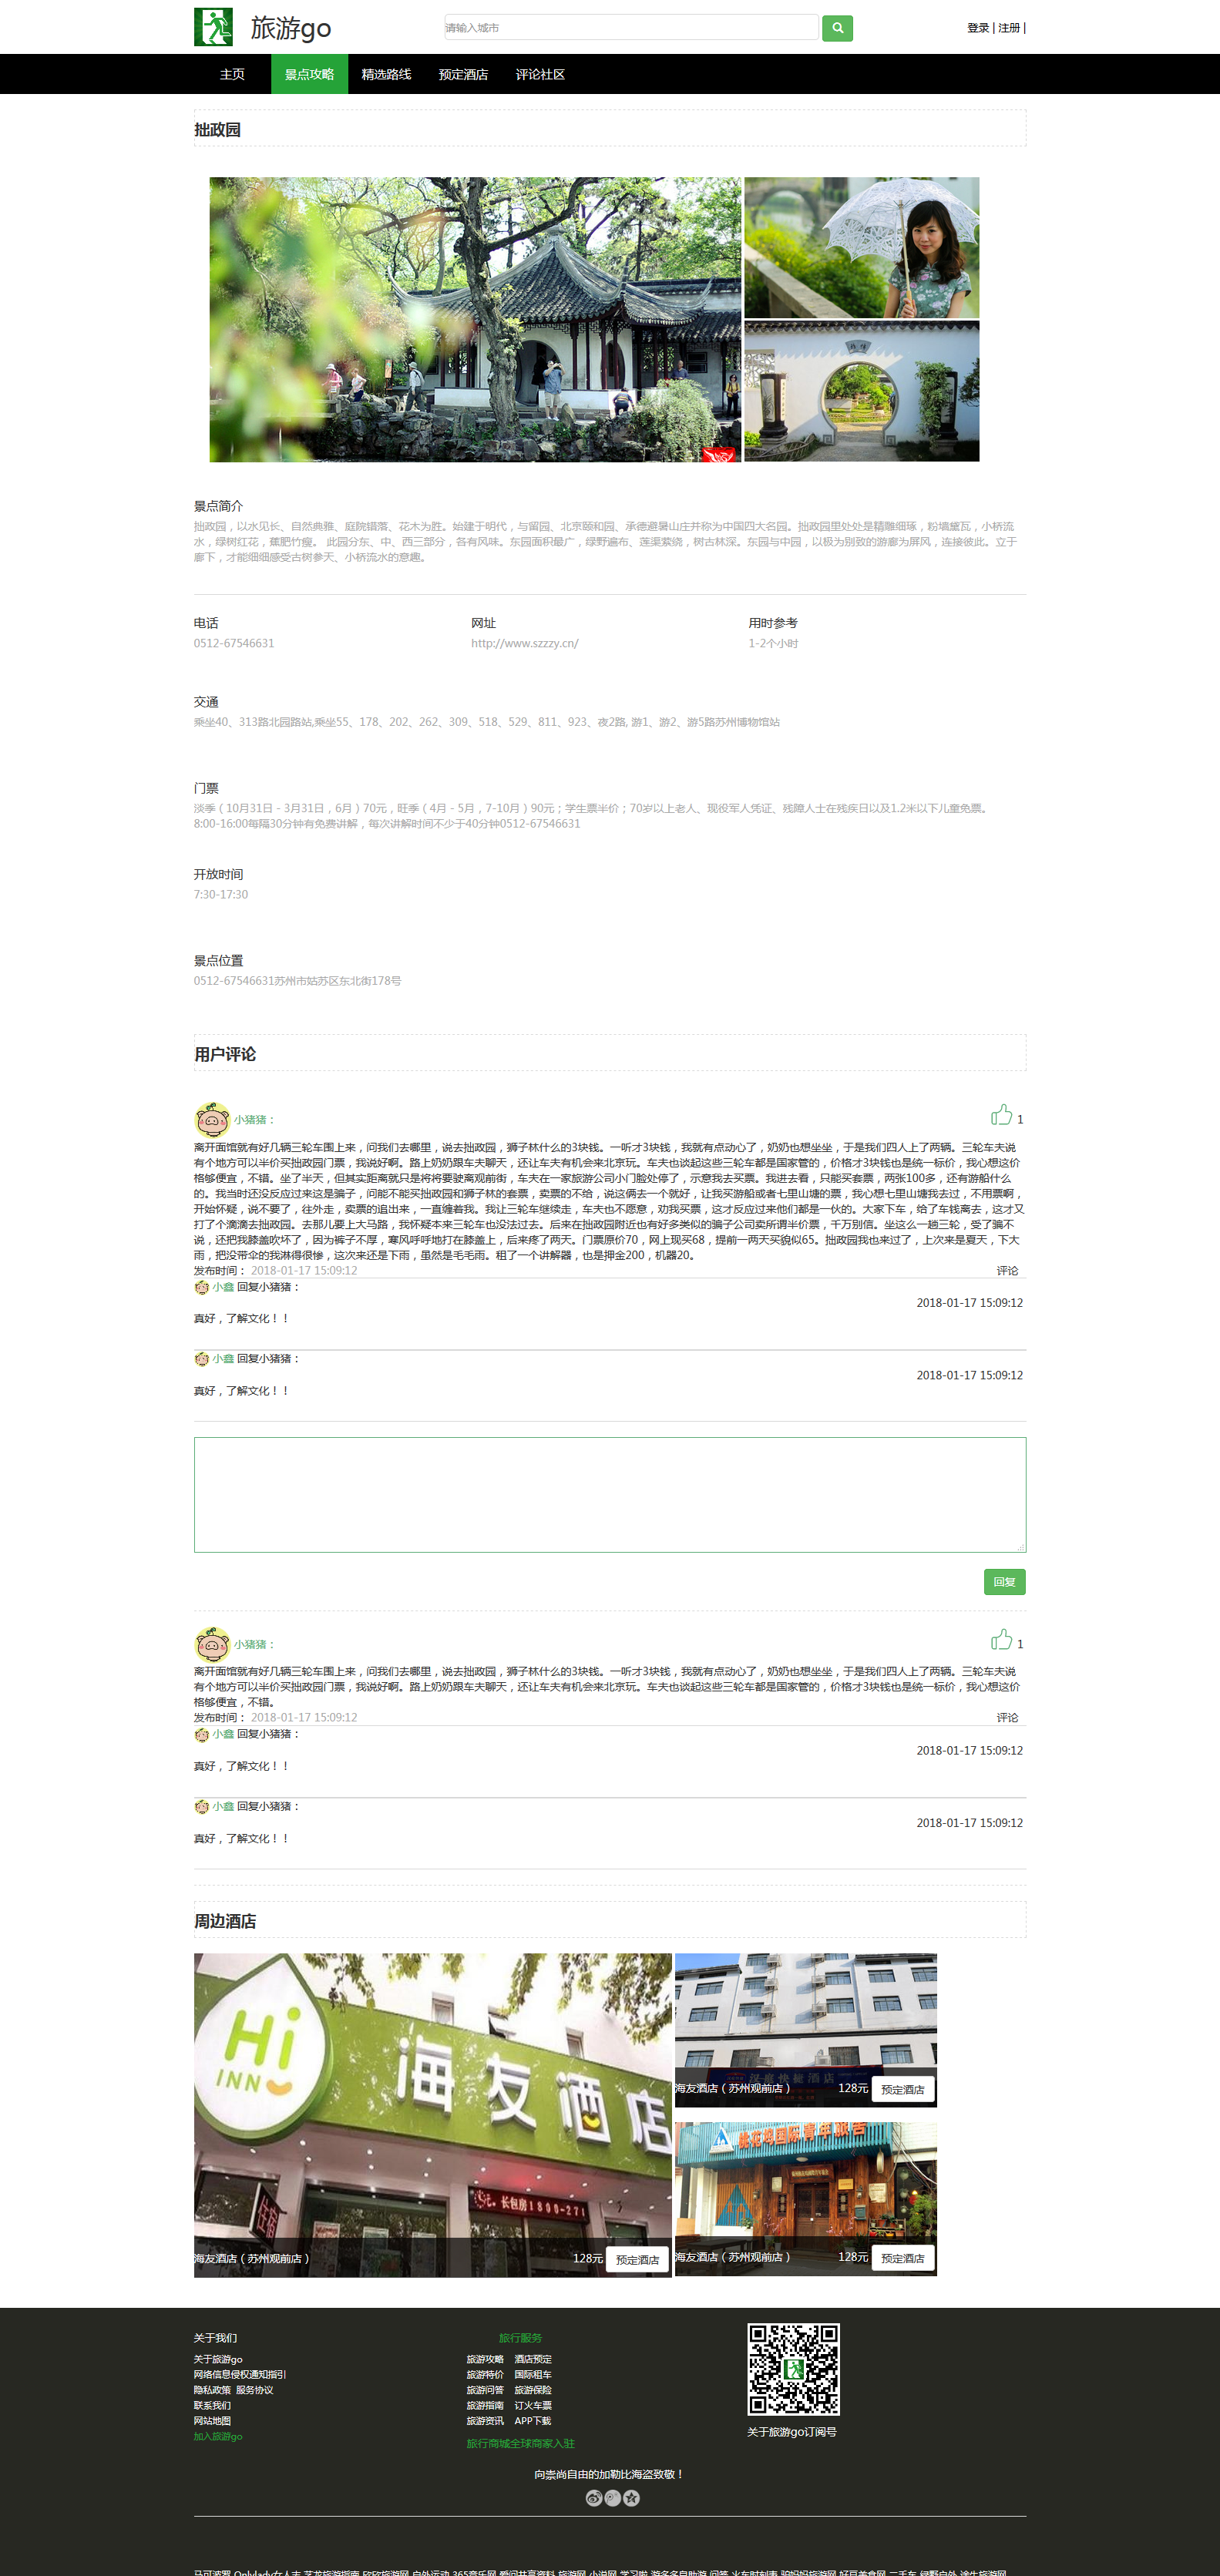 旅游go
请输入城市
登录 | 注册 |
主页 景点攻略 精选路线 预定酒店 评论社区
拙政园
景点简介
拙政园，以水见长、自然典雅、庭院错落、花木为胜。始建于明代，与留园、北京颐和园、承德避暑山庄并称为中国四大名园。拙政园里处处是精雕细琢，粉墙黛瓦，小桥流
水，绿树红花，蕉肥竹瘦。 此园分东、中、西三部分，各有风味。东园面积最广，绿野遍布、莲渠萦绕，树古林深。东园与中园，以极为别致的游廊为屏风，连接彼此。立于
廊下，才能细细感受古树参天、小桥流水的意趣。
电话 网址 用时参考
0512-67546631 http://www.szzzy.cn/ 1-2个小时
交通
乘坐40、313路北园路站,乘坐55、178、202、262、309、518、529、811、923、夜2路, 游1、游2、游5路苏州博物馆站
门票
淡季（10月31日 - 3月31日，6月）70元，旺季（4月 - 5月，7-10月）90元；学生票半价；70岁以上老人、现役军人凭证、残障人士在残疾日以及1.2米以下儿童免票。
8:00-16:00每隔30分钟有免费讲解，每次讲解时间不少于40分钟0512-67546631
开放时间
7:30-17:30
景点位置
0512-67546631苏州市姑苏区东北街178号
用户评论
小猪猪： 1
离开面馆就有好几辆三轮车围上来，问我们去哪里，说去拙政园，狮子林什么的3块钱。一听才3块钱，我就有点动心了，奶奶也想坐坐，于是我们四人上了两辆。三轮车夫说
有个地方可以半价买拙政园门票，我说好啊。路上奶奶跟车夫聊天，还让车夫有机会来北京玩。车夫也谈起这些三轮车都是国家管的，价格才3块钱也是统一标价，我心想这价
格够便宜，不错。坐了半天，但其实距离就只是将将要驶离观前街，车夫在一家旅游公司小门脸处停了，示意我去买票。我进去看，只能买套票，两张100多，还有游船什么
的。我当时还没反应过来这是骗子，问能不能买拙政园和狮子林的套票，卖票的不给，说这俩去一个就好，让我买游船或者七里山塘的票，我心想七里山塘我去过，不用票啊，
开始怀疑，说不要了，往外走，卖票的追出来，一直缠着我。我让三轮车继续走，车夫也不愿意，劝我买票，这才反应过来他们都是一伙的。大家下车，给了车钱离去，这才又
打了个滴滴去拙政园。去那儿要上大马路，我怀疑本来三轮车也没法过去。后来在拙政园附近也有好多类似的骗子公司卖所谓半价票，千万别信。坐这么一趟三轮，受了骗不
说，还把我膝盖吹坏了，因为裤子不厚，寒风呼呼地打在膝盖上，后来疼了两天。门票原价70，网上现买68，提前一两天买貌似65。拙政园我也来过了，上次来是夏天，下大
雨，把没带伞的我淋得很惨，这次来还是下雨，虽然是毛毛雨。租了一个讲解器，也是押金200，机器20。
发布时间： 2018-01-17 15:09:12 评论
小鑫 回复小猪猪：
2018-01-17 15:09:12
真好，了解文化！！
小鑫 回复小猪猪：
2018-01-17 15:09:12
真好，了解文化！！
回复
小猪猪： 1
离开面馆就有好几辆三轮车围上来，问我们去哪里，说去拙政园，狮子林什么的3块钱。一听才3块钱，我就有点动心了，奶奶也想坐坐，于是我们四人上了两辆。三轮车夫说
有个地方可以半价买拙政园门票，我说好啊。路上奶奶跟车夫聊天，还让车夫有机会来北京玩。车夫也谈起这些三轮车都是国家管的，价格才3块钱也是统一标价，我心想这价
格够便宜，不错。
发布时间： 2018-01-17 15:09:12 评论
小鑫 回复小猪猪：
2018-01-17 15:09:12
真好，了解文化！！
小鑫 回复小猪猪：
2018-01-17 15:09:12
真好，了解文化！！
周边酒店
Hi
INN
海友酒店
汉庭快捷酒店
海友酒店（苏州观前店） 128元 预定酒店
桃花坞国际青年旅舍
海友酒店（苏州观前店） 128元 预定酒店
海友酒店（苏州观前店） 128元 预定酒店
关于我们
关于旅游go
网络信息侵权通知指引
隐私政策 服务协议
联系我们
网站地图
加入旅游go
旅行服务
旅游攻略 酒店预定
旅游特价 国际租车
旅游问答 旅游保险
旅游指南 订火车票
旅游资讯 APP下载
旅行商城全球商家入驻
关于旅游go订阅号
向崇尚自由的加勒比海盗致敬！